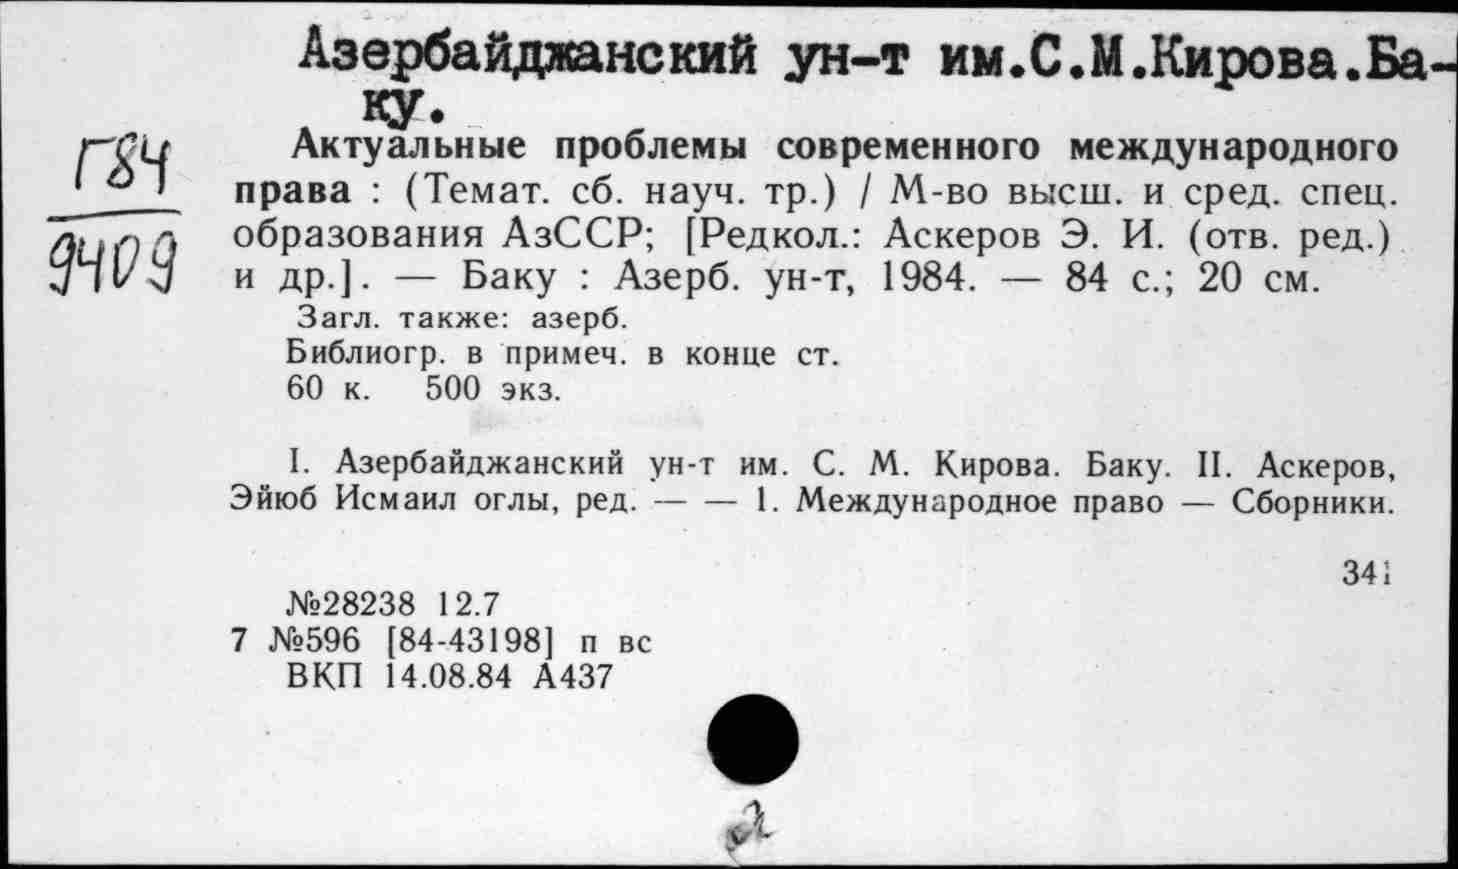 Азербайджанский ун-т им.С.М.Кирова.Ба-
ку.
Г84
9409
Актуальные проблемы современного международного
права : (Темат. сб. науч. тр.) / М-во высш. и сред. спец.
образования АзССР; [Редкол.: Аскеров Э. И. (отв. ред.)
и др.]. — Баку : Азерб. ун-т, 1984. — 84 с.; 20 см.
Загл. также: азерб.
Библиогр. в примеч. в конце ст.
60 к. 500 экз.
I. Азербайджанский ун-т им. С. М. Кирова. Баку. II. Аскеров,
Эйюб Исмаил оглы, ред. — — 1. Международное право — Сборники.
341
№28238 12.7
7 №596 [84-43198] п вс
ВКП 14.08.84 А437